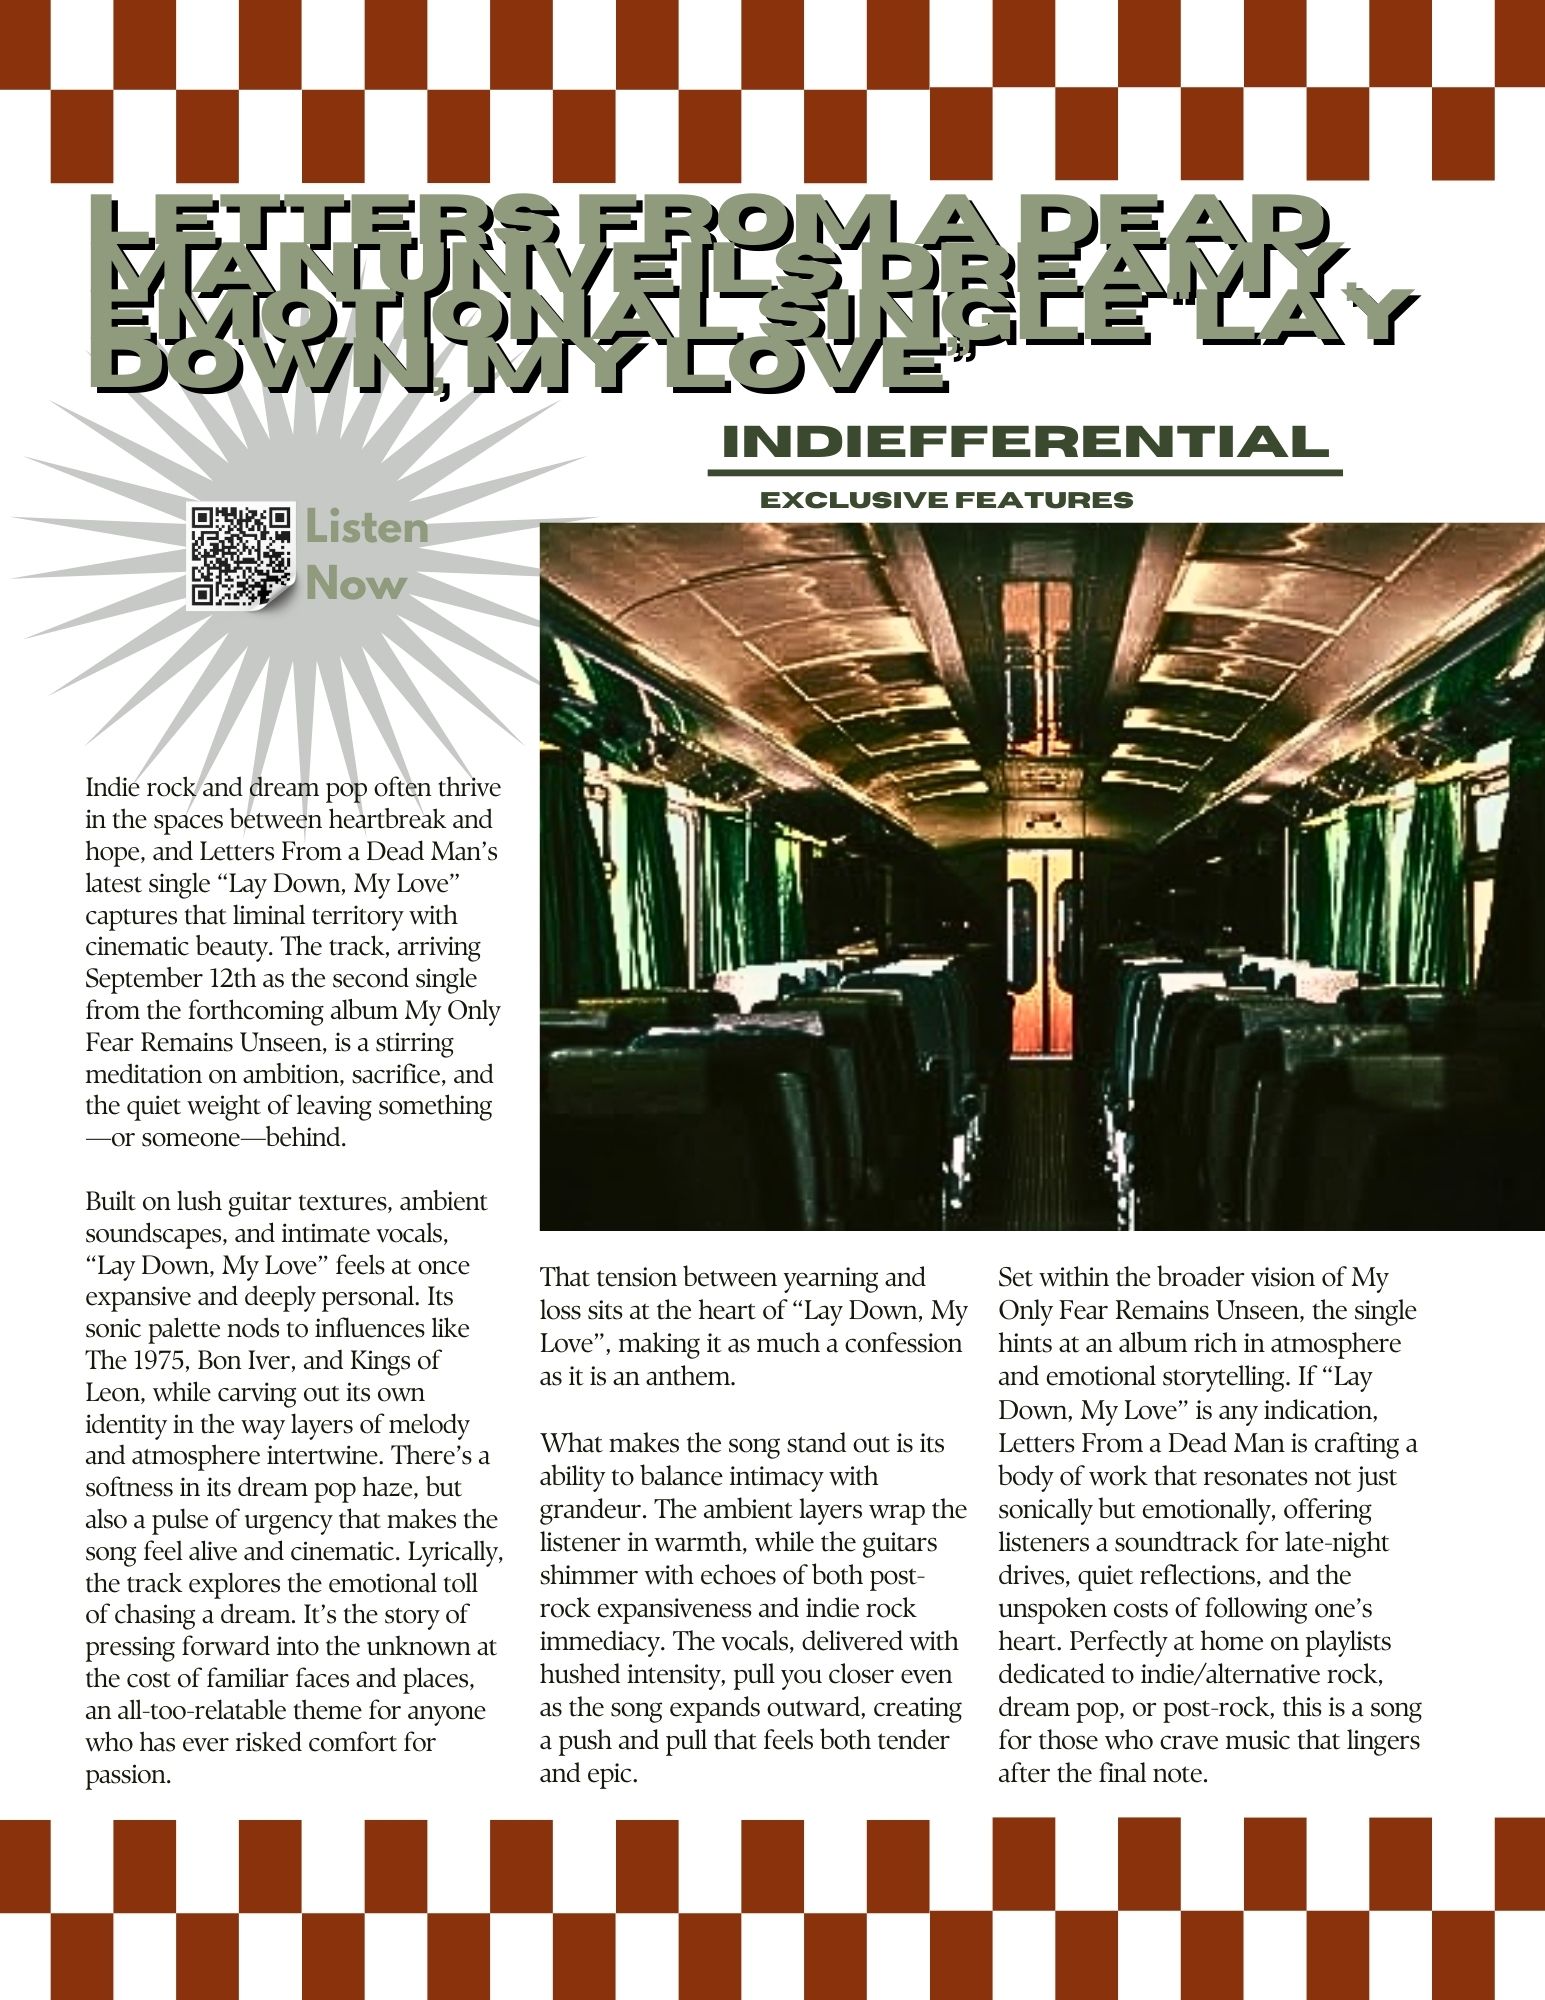 LETTERS FROM A DEAD
MAN UNVEILS DREAMY,
EMOTIONAL SINGLE “LAY
DOWN, MY LOVE”
INDIEFFERENTIAL
EXCLUSIVE FEATURES
Listen
Now
Indie rock and dream pop often thrive
in the spaces between heartbreak and
hope, and Letters From a Dead Man’s
latest single “Lay Down, My Love”
captures that liminal territory with
cinematic beauty. The track, arriving
September 12th as the second single
from the forthcoming album My Only
Fear Remains Unseen, is a stirring
meditation on ambition, sacrifice, and
the quiet weight of leaving something
—or someone—behind.
Built on lush guitar textures, ambient
soundscapes, and intimate vocals,
“Lay Down, My Love” feels at once
expansive and deeply personal. Its
sonic palette nods to influences like
The 1975, Bon Iver, and Kings of
Leon, while carving out its own
identity in the way layers of melody
and atmosphere intertwine. There’s a
softness in its dream pop haze, but
also a pulse of urgency that makes the
song feel alive and cinematic. Lyrically,
the track explores the emotional toll
of chasing a dream. It’s the story of
pressing forward into the unknown at
the cost of familiar faces and places,
an all-too-relatable theme for anyone
who has ever risked comfort for
passion.
That tension between yearning and
loss sits at the heart of “Lay Down, My
Love”, making it as much a confession
as it is an anthem.
What makes the song stand out is its
ability to balance intimacy with
grandeur. The ambient layers wrap the
listener in warmth, while the guitars
shimmer with echoes of both post-
rock expansiveness and indie rock
immediacy. The vocals, delivered with
hushed intensity, pull you closer even
as the song expands outward, creating
a push and pull that feels both tender
and epic.
Set within the broader vision of My
Only Fear Remains Unseen, the single
hints at an album rich in atmosphere
and emotional storytelling. If “Lay
Down, My Love” is any indication,
Letters From a Dead Man is crafting a
body of work that resonates not just
sonically but emotionally, offering
listeners a soundtrack for late-night
drives, quiet reflections, and the
unspoken costs of following one’s
heart. Perfectly at home on playlists
dedicated to indie/alternative rock,
dream pop, or post-rock, this is a song
for those who crave music that lingers
after the final note.